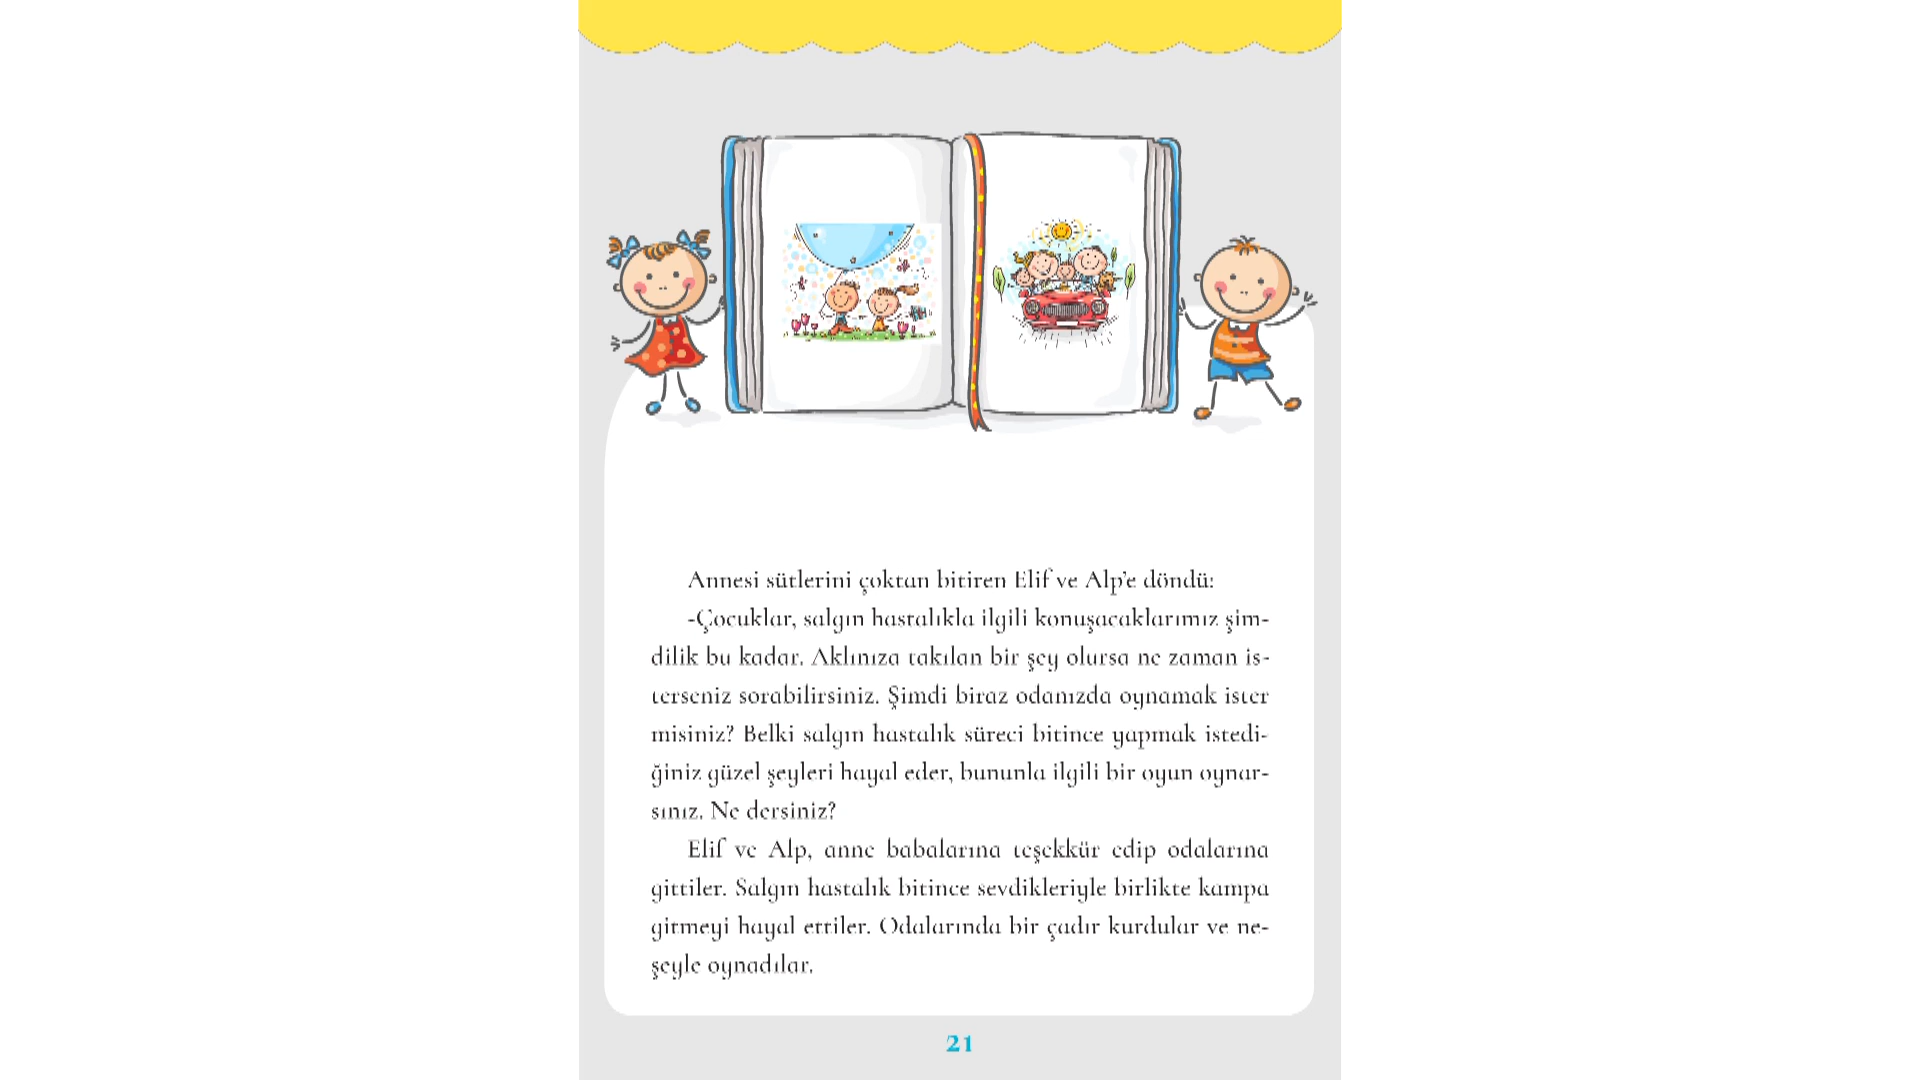 Annesi sütlerini çoktan bitiren Elif ve Alp'e döndü:
-Çocuklar, salgın hastalıkla ilgili konuşacaklarımız şim-
dilik bu kadar. Aklınıza takılan bir şey olursa ne zaman is-
terseniz sorabilirsiniz. Şimdi biraz odanızda oynamak ister
misiniz? Belki salgın hastalık süreci bitince yapmak istedi-
ğiniz güzel şeyleri hayal eder, bununla ilgili bir oyun oynar-
sınız. Ne dersiniz?
Elif ve Alp, anne babalarına teşekkür edip odalarına
gittiler. Salgın hastalık bitince sevdikleriyle birlikte kampa
gitmeyi hayal ettiler. Odalarında bir çadır kurdular ve ne-
şeyle oynadılar.
21